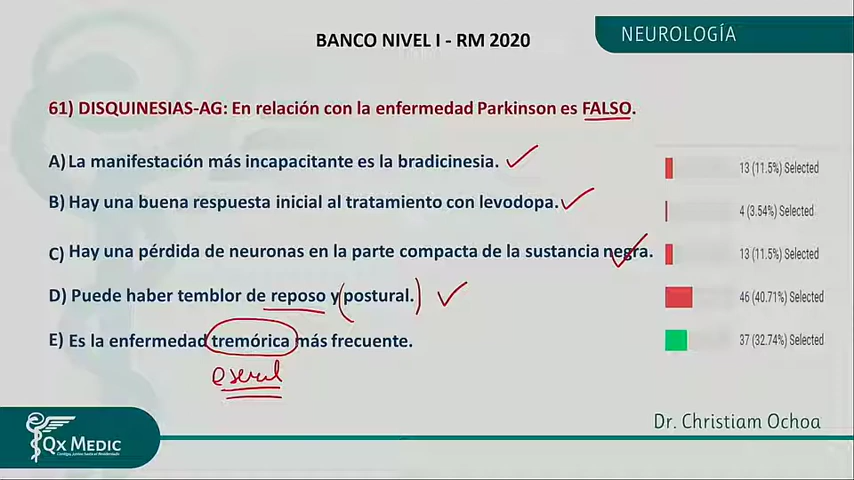 BANCO NIVEL I - RM 2020
NEUROLOGÍA
61) DISQUINESIAS-AG: En relación con la enfermedad Parkinson es FALSO.
A) La manifestación más incapacitante es la bradicinesia.
13 (11.5%) Selected
B) Hay una buena respuesta inicial al tratamiento con levodopa.
4 (3.54%) Selected
C) Hay una pérdida de neuronas en la parte compacta de la sustancia negra.
13 (11.5%) Selected
D) Puede haber temblor de reposo y (postural.)
46 (40.71%) Selected
E) Es la enfermedad tremórica más frecuente.
37 (32.74%) Selected
Dr. Christiam Ochoa
QX MEDIC